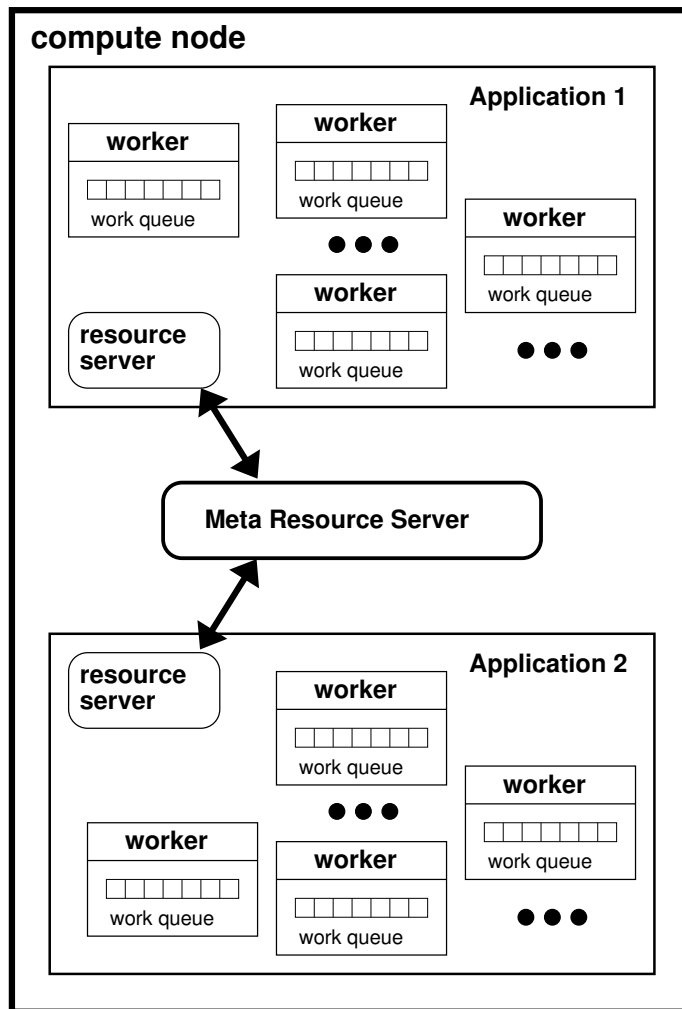 compute node
Application 1
worker
work queue
worker
work queue
worker
work queue
worker
work queue
resource
server
Meta Resource Server
resource
server
Application 2
worker
work queue
worker
work queue
worker
work queue
worker
work queue